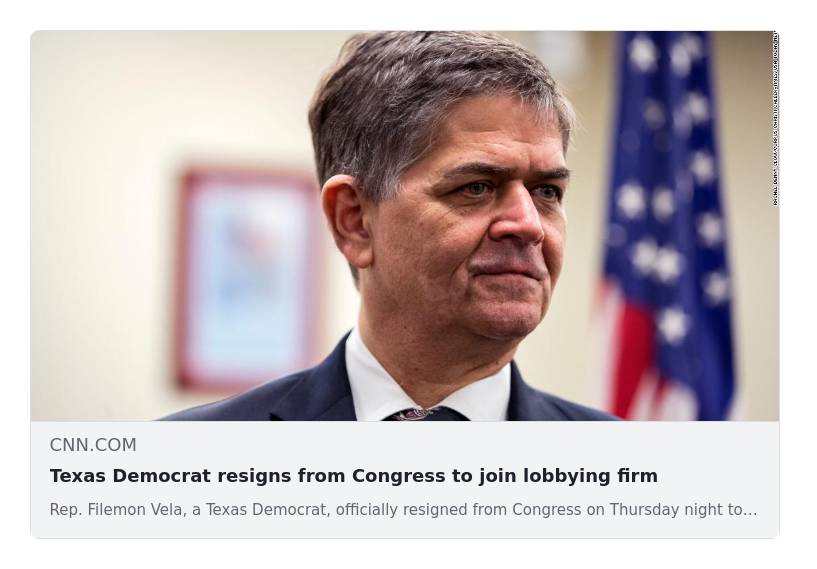 CNN.COM
Texas Democrat resigns from Congress to join lobbying firm
Rep. Filemon Vela, a Texas Democrat, officially resigned from Congress on Thursday night to...